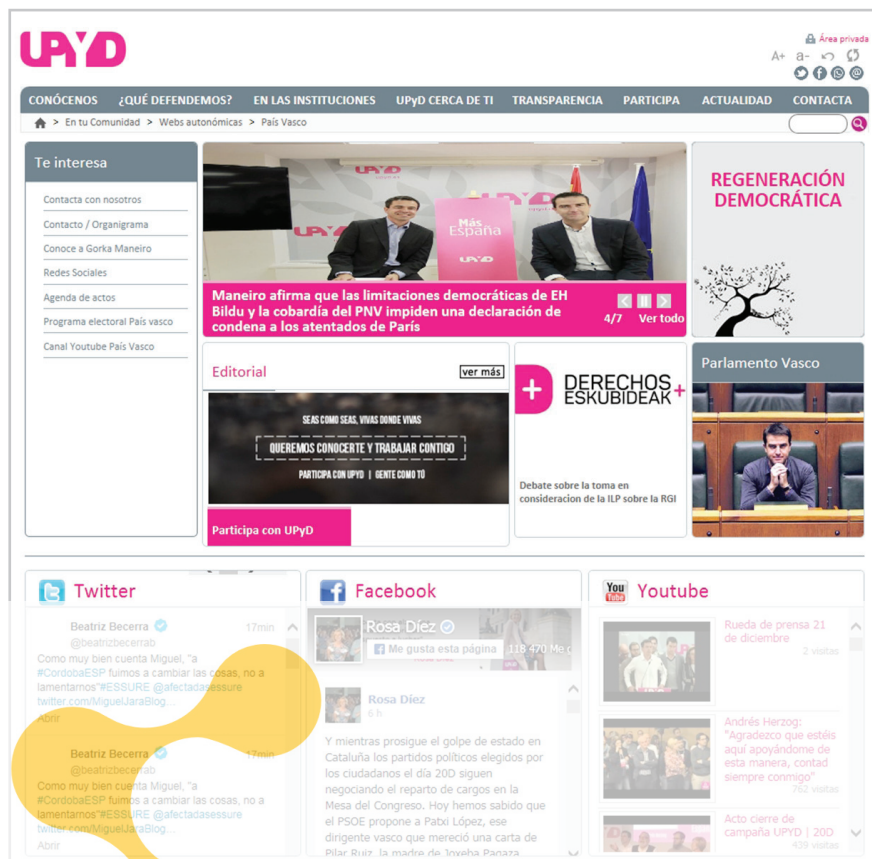 UPYD
Área privada
A+ a-
CONÓCENOS ¿QUÉ DEFENDEMOS? EN LAS INSTITUCIONES UPyD CERCA DE TI TRANSPARENCIA PARTICIPA ACTUALIDAD CONTACTA
> En tu Comunidad > Webs autonómicas > País Vasco
Te interesa
Contacta con nosotros
Contacto / Organigrama
Conoce a Gorka Maneiro
Redes Sociales
Agenda de actos
Programa electoral País vasco
Canal Youtube País Vasco
UPYD
UPYD
Más
España
UPYD
Maneiro afirma que las limitaciones democráticas de EH
Bildu y la cobardía del PNV impiden una declaración de
condena a los atentados de París
4/7 Ver todo
REGENERACIÓN
DEMOCRÁTICA
Editorial
ver más
SEAS COMO SEAS, VIVAS DONDE VIVAS
QUEREMOS CONOCERTE Y TRABAJAR CONTIGO
PARTICIPA CON UPYD | GENTE COMO TÚ
Participa con UPyD
+ DERECHOS
ESKUBIDEAK +
Debate sobre la toma en
consideracion de la ILP sobre la RGI
Parlamento Vasco
Twitter
Beatriz Becerra 17min
@beatrizbecerrab
Como muy bien cuenta Miguel, "a
#CordobaESP fuimos a cambiar las cosas, no a
lamentarnos"#ESSURE @afectadasessure
twitter.com/MiguelJaraBlog...
Abrir
Beatriz Becerra 17min
@beatrizbecerrab
Como muy bien cuenta Miguel, "a
#CordobaESP fuimos a cambiar las cosas, no a
lamentarnos"#ESSURE @afectadasessure
twitter.com/MiguelJaraBlog...
Abrir
Facebook
Rosa Díez
Me gusta esta página 118 470 Me g
Rosa Díez
6 h
Y mientras prosigue el golpe de estado en
Cataluña los partidos políticos elegidos por
los ciudadanos el día 20D siguen
negociando el reparto de cargos en la
Mesa del Congreso. Hoy hemos sabido que
el PSOE propone a Patxi López, ese
dirigente vasco que mereció una carta de
Pilar Ruiz, la madre de Joxeba Pagaza
You
Tube
Youtube
Rueda de prensa 21
de diciembre
2 visitas
Andrés Herzog:
"Agradezco que estéis
aquí apoyándome de
esta manera, contad
siempre conmigo"
762 visitas
Acto cierre de
campaña UPYD | 20D
439 visitas